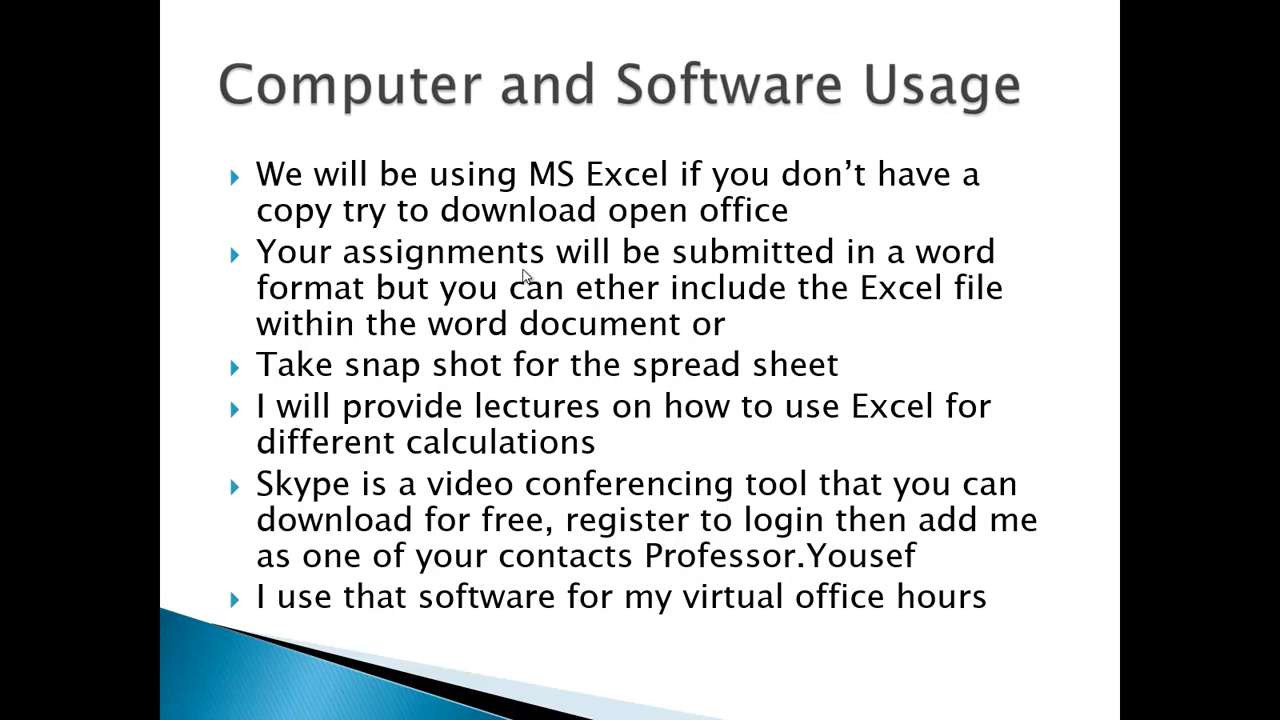 Computer and Software Usage
We will be using MS Excel if you don’t have a
copy try to download open office
Your assignments will be submitted in a word
format but you can ether include the Excel file
within the word document or
Take snap shot for the spread sheet
I will provide lectures on how to use Excel for
different calculations
Skype is a video conferencing tool that you can
download for free, register to login then add me
as one of your contacts Professor.Yousef
I use that software for my virtual office hours